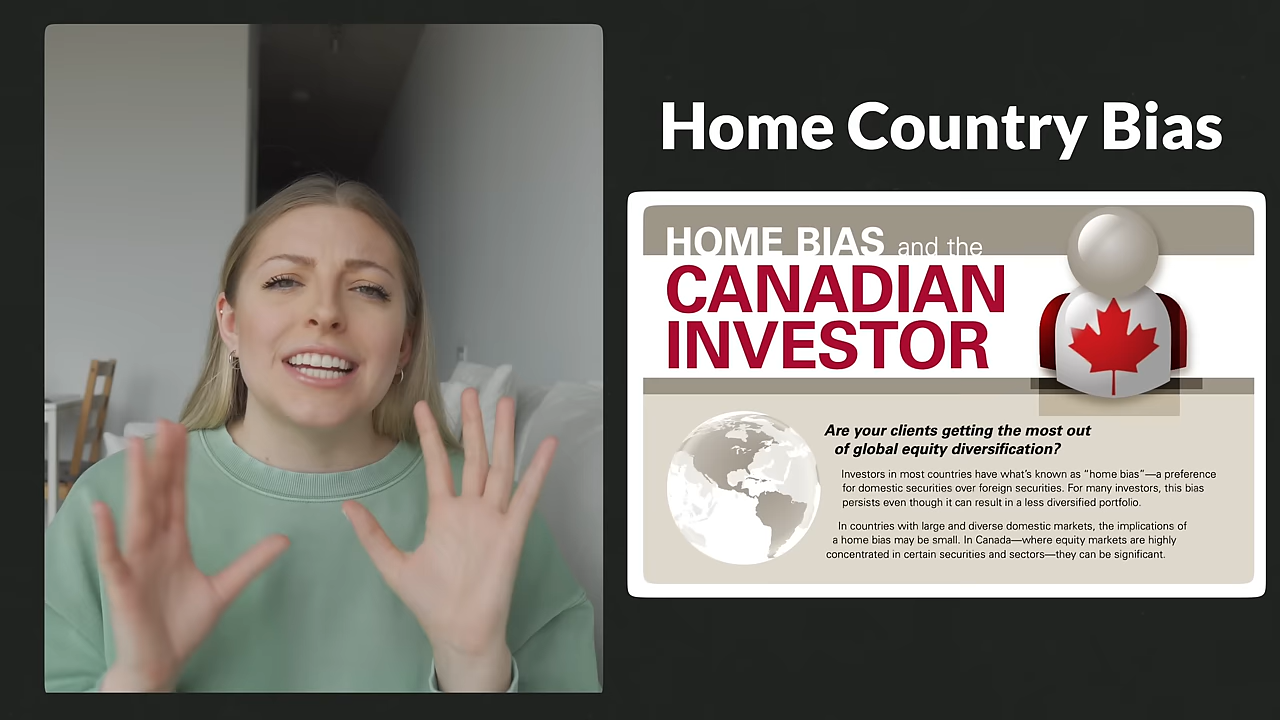 Home Country Bias
HOME BIAS and the
CANADIAN
INVESTOR
Are your clients getting the most out
of global equity diversification?
Investors in most countries have what's known as “home bias”—a preference
for domestic securities over foreign securities. For many investors, this bias
persists even though it can result in a less diversified portfolio.
In countries with large and diverse domestic markets, the implications of
a home bias may be small. In Canada—where equity markets are highly
concentrated in certain securities and sectors—they can be significant.